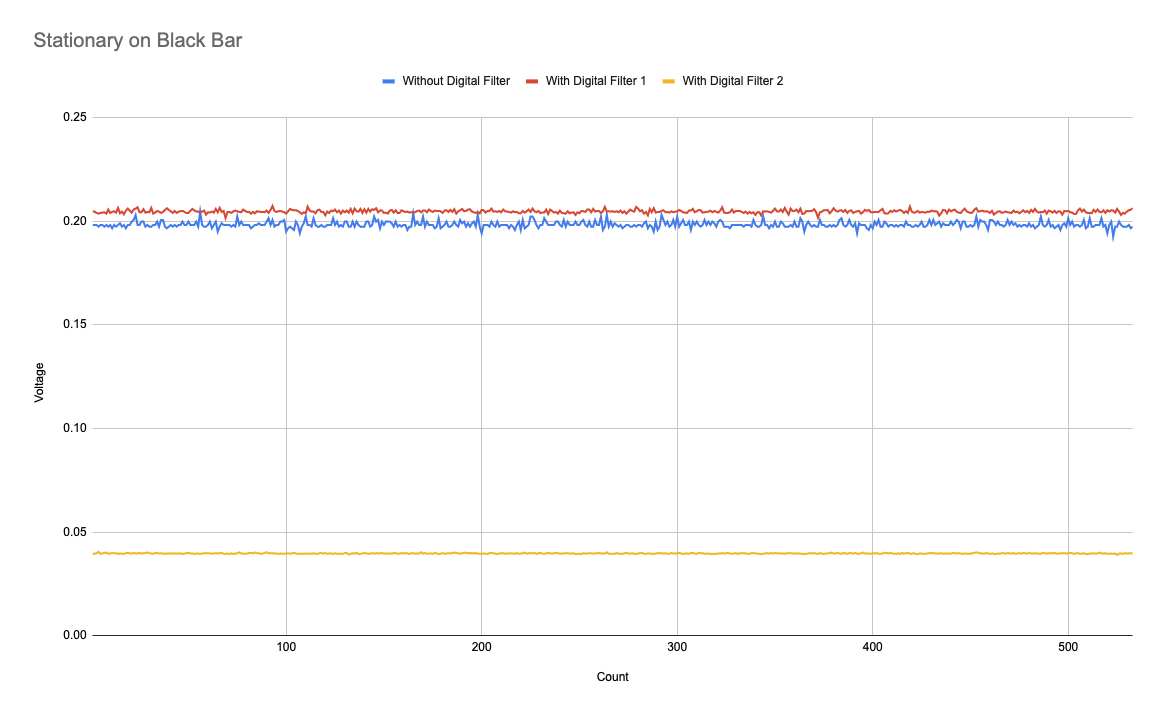 Stationary on Black Bar
Without Digital Filter With Digital Filter 1 With Digital Filter 2
0.25
0.20
0.15
Voltage
0.10
0.05
0.00
100 200 300 400 500
Count